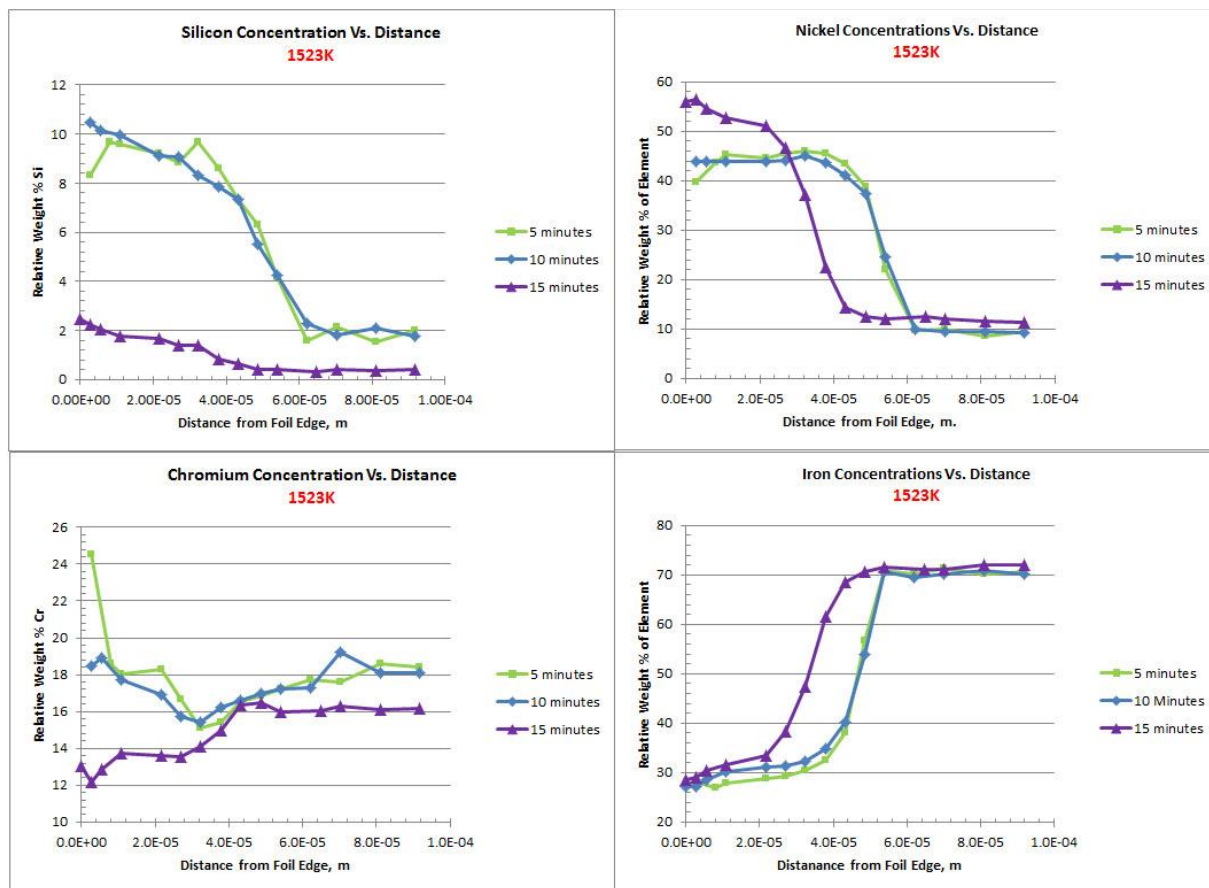 Silicon Concentration Vs. Distance
1523K
Relative Weight % Si
12
10
8
6
4
2
0
0.00E+00 2.00E-05 4.00E-05 6.00E-05 8.00E-05 1.00E-04
Distance from Foil Edge, m
5 minutes
10 minutes
15 minutes
Nickel Concentrations Vs. Distance
1523K
Relative Weight % of Element
60
50
40
30
20
10
0
0.0E+00 2.0E-05 4.0E-05 6.0E-05 8.0E-05 1.0E-04
Distance from Foil Edge, m.
5 minutes
10 minutes
15 minutes
Chromium Concentration Vs. Distance
1523K
Relative Weight % Cr
26
24
22
20
18
16
14
12
10
0.0E+00 2.0E-05 4.0E-05 6.0E-05 8.0E-05 1.0E-04
Distance from Foil Edge, m
5 minutes
10 minutes
15 minutes
Iron Concentrations Vs. Distance
1523K
Relative Weight % of Element
80
70
60
50
40
30
20
0.0E+00 2.0E-05 4.0E-05 6.0E-05 8.0E-05 1.0E-04
Distanance from Foil Edge, m
5 minutes
10 Minutes
15 minutes